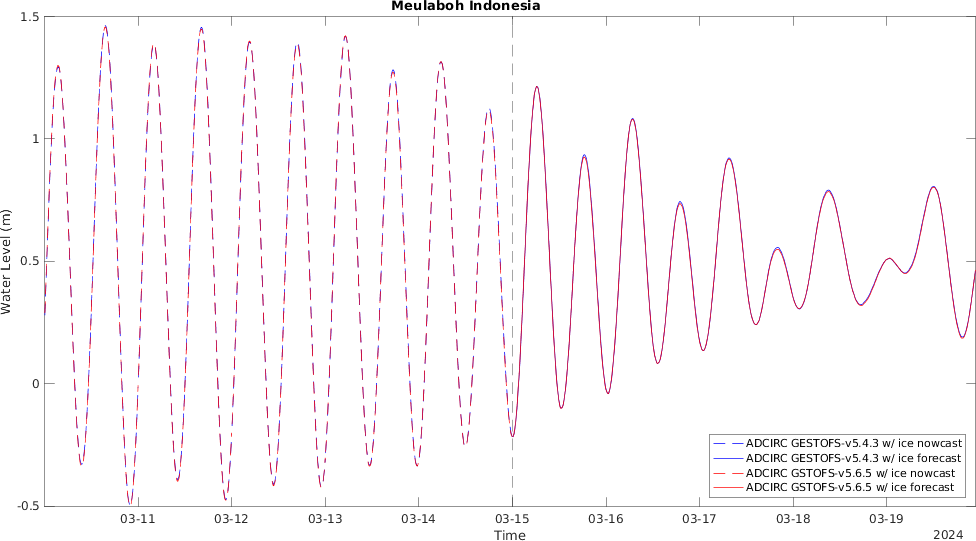 Meulaboh Indonesia
1.5
1
0.5
0
-0.5
Water Level (m)
03-11
03-12
03-13
03-14
03-15
03-16
03-17
03-18
03-19
Time
2024
ADCIRC GESTOFS-v5.4.3 w/ ice nowcast
ADCIRC GESTOFS-v5.4.3 w/ ice forecast
ADCIRC GSTOFS-v5.6.5 w/ ice nowcast
ADCIRC GSTOFS-v5.6.5 w/ ice forecast